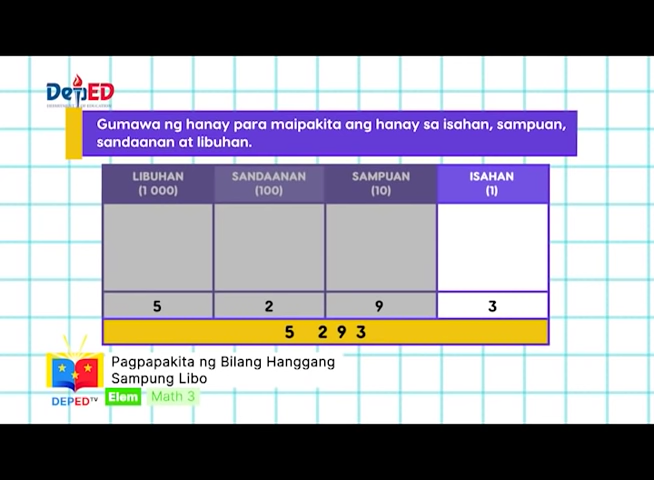 DepED
Gumawa ng hanay para maipakita ang hanay sa isahan, sampuan,
sandaanan at libuhan.
LIBUHAN SANDAANAN SAMPUAN ISAHAN
(1 000) (100) (10) (1)
5 2 9 3
5 2 9 3
Pagpapakita ng Bilang Hanggang
Sampung Libo
DEPED TV
Elem Math 3